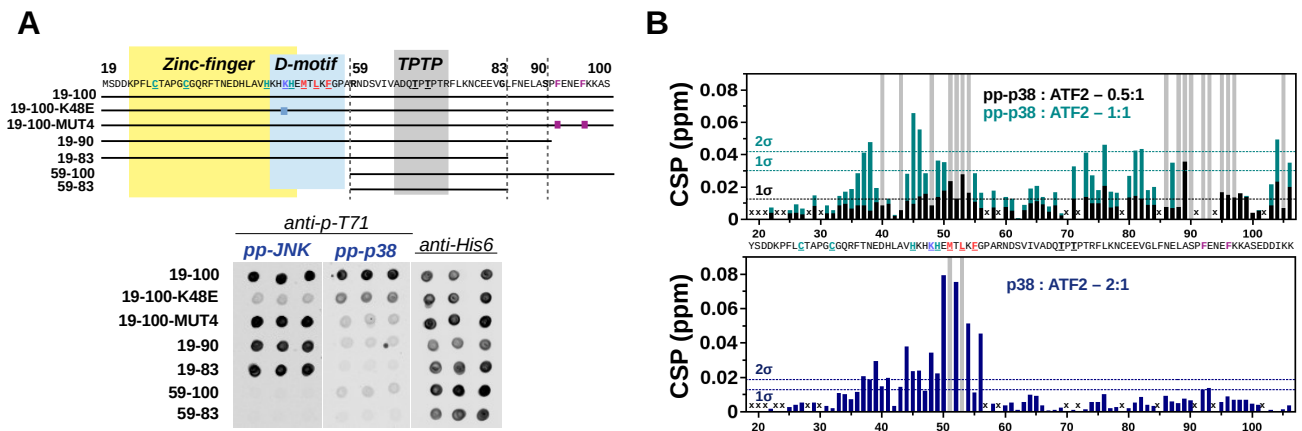 A
19 59 83 90 100
Zinc-finger D-motif TPTP
MSDDKPFLCTAPGCGQRFTNEDHLAVHKHKHEMTLKFGPARNDSVIVADQTPTPTRFLKNCEEVGLFNELASPFENEFKKAS
19-100
19-100-K48E
19-100-MUT4
19-90
19-83
59-100
59-83
anti-p-T71
pp-JNK pp-p38 anti-His6
19-100
19-100-K48E
19-100-MUT4
19-90
19-83
59-100
59-83
B
CSP (ppm)
0.08
0.06
0.04
0.02
0
pp-p38 : ATF2 – 0.5:1
pp-p38 : ATF2 – 1:1
2σ
1σ
1σ
xxx x x x x x x x x x x
YSDDKPFLCTAPGCGQRFTNEDHLAVHKHKHEMTLKFGPARNDSVIVADQTPTPTRFLKNCEEVGLFNELASPFENEFKKASEDDIKK
20 30 40 50 60 70 80 90 100
CSP (ppm)
0.08
0.06
0.04
0.02
0
p38 : ATF2 – 2:1
2σ
1σ
xx xx x x x x x x x x x x
20 30 40 50 60 70 80 90 100